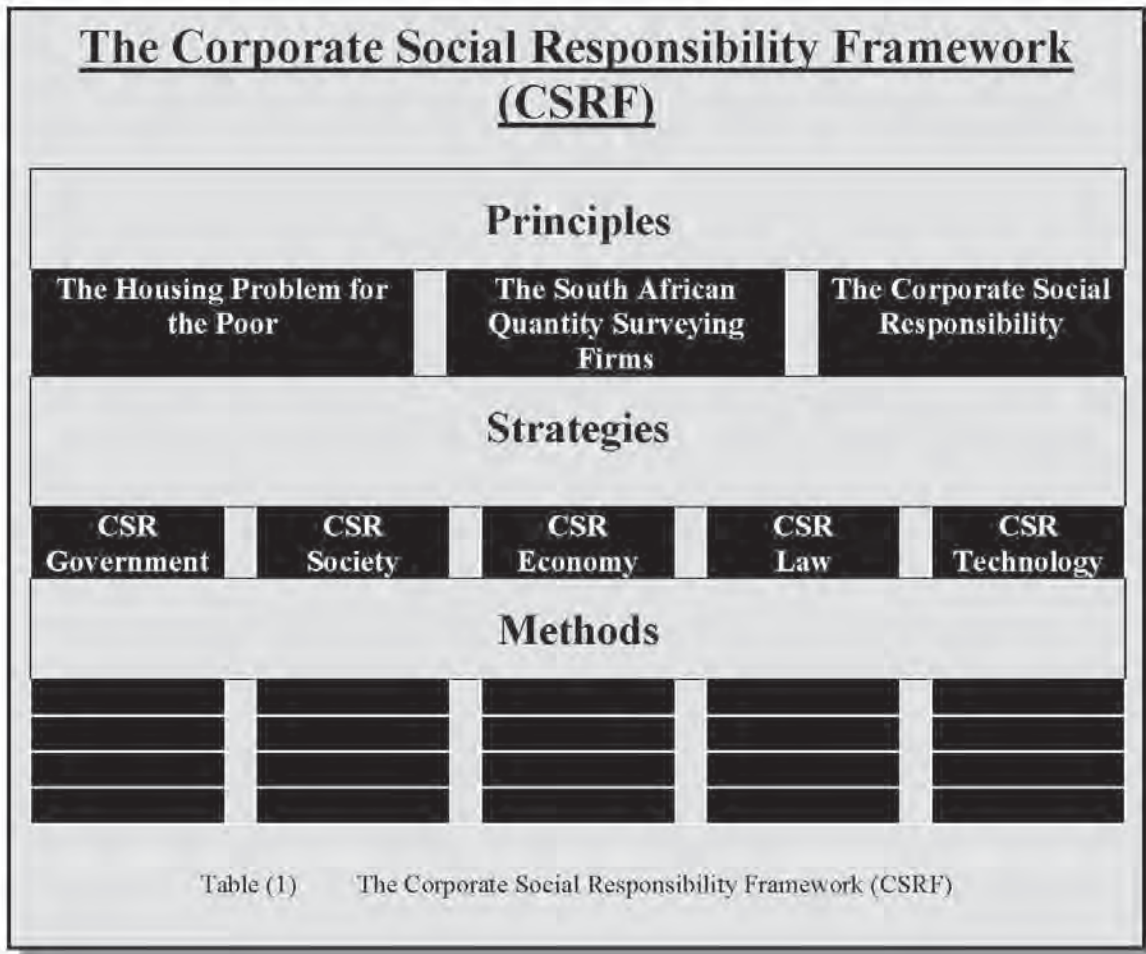 The Corporate Social Responsibility Framework
(CSRF)
Principles
The Housing Problem for
the Poor
The South African
Quantity Surveying
Firms
The Corporate Social
Responsibility
Strategies
CSR
Government
CSR
Society
CSR
Economy
CSR
Law
CSR
Technology
Methods
Table (1) The Corporate Social Responsibility Framework (CSRF)